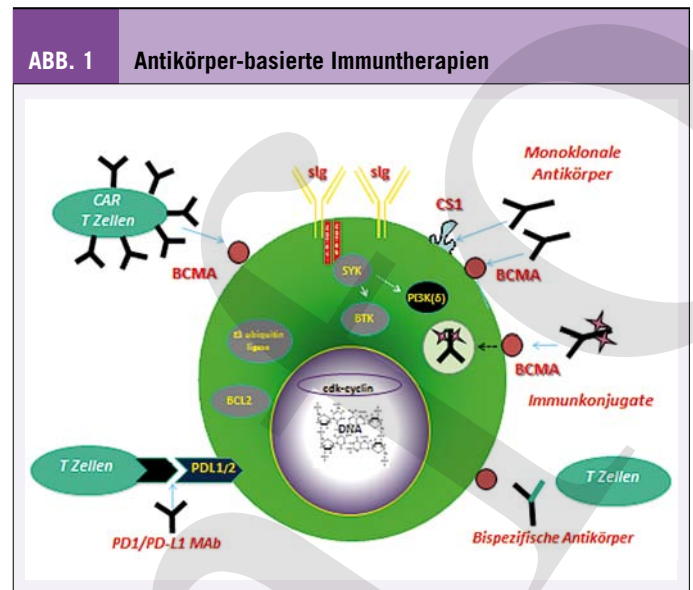 ABB. 1
Antikörper-basierte Immuntherapien
CAR
T Zellen
BCMA
sIg
sIg
CS1
Monoklonale
Antikörper
BCMA
SYK
PI3K(δ)
BTK
E3 ubiquitin
ligase
BCL2
cdk-cyclin
DNA
BCMA
Immunkonjugate
T Zellen
PDL1/2
PD1/PD-L1 MAb
T Zellen
Bispezifische Antikörper